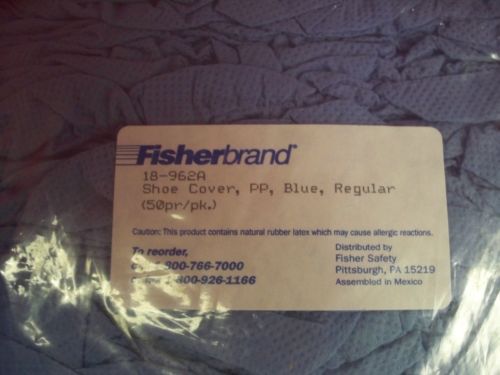 Fisherbrand
18-962A
Shoe Cover, PP, Blue, Regular
(50pr/pk.)
Caution: This product contains natural rubber latex which may cause allergic reactions.
To reorder,
800-766-7000
800-926-1166
Distributed by
Fisher Safety
Pittsburgh, PA 15219
Assembled in Mexico